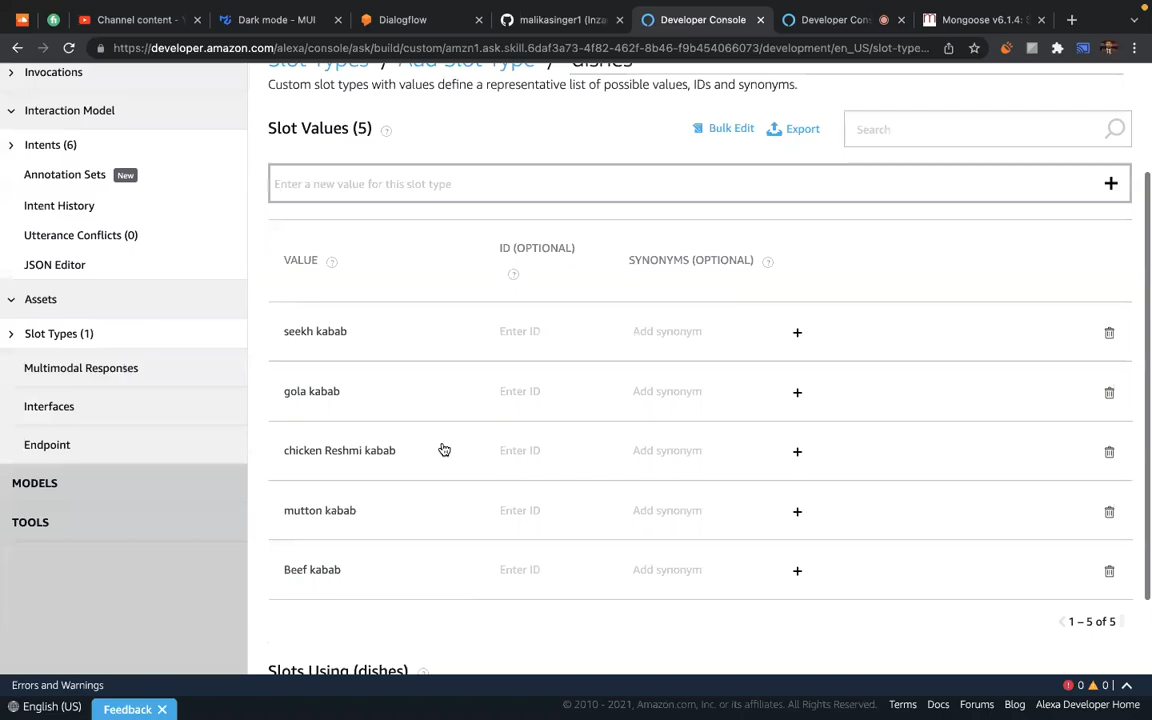 Channel content - Y
Dark mode - MUI
Dialogflow
malikasinger1 (Inza
Developer Console
Developer Con
Mongoose v6.1.4: S
https://developer.amazon.com/alexa/console/ask/build/custom/amzn1.ask.skill.6daf3a73-4f82-462f-8b46-f9b454066073/development/en_US/slot-type...
Slot Types / Add Slot Type / dishes
Custom slot types with values define a representative list of possible values, IDs and synonyms.
Invocations
Interaction Model
Intents (6)
Annotation Sets New
Intent History
Utterance Conflicts (0)
JSON Editor
Assets
Slot Types (1)
Multimodal Responses
Interfaces
Endpoint
MODELS
TOOLS
Slot Values (5)
Bulk Edit
Export
Search
Enter a new value for this slot type
VALUE
ID (OPTIONAL)
SYNONYMS (OPTIONAL)
seekh kabab Enter ID Add synonym
gola kabab Enter ID Add synonym
chicken Reshmi kabab Enter ID Add synonym
mutton kabab Enter ID Add synonym
Beef kabab Enter ID Add synonym
1 – 5 of 5
Slots Using (dishes)
Errors and Warnings
0 0
English (US)
Feedback
© 2010 - 2021, Amazon.com, Inc. or its affiliates. All Rights Reserved.
Terms Docs Forums Blog Alexa Developer Home